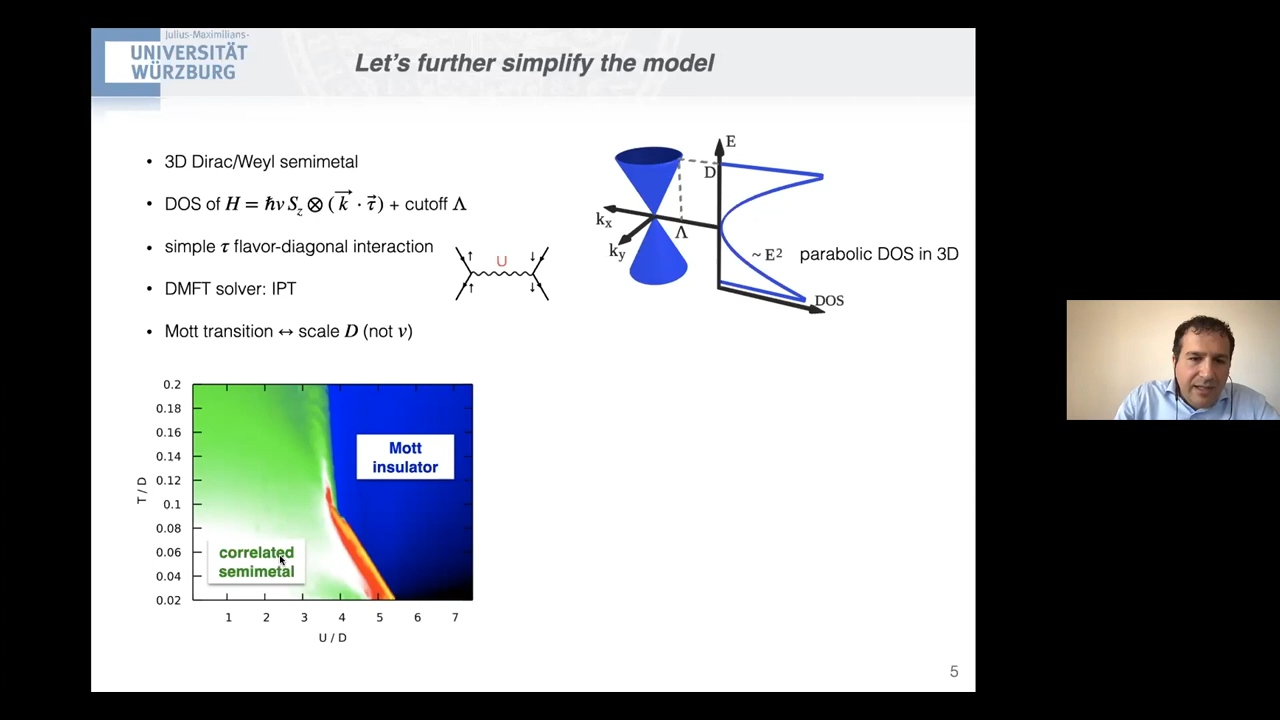 Julius-Maximilians-
UNIVERSITÄT
WÜRZBURG
Let's further simplify the model
• 3D Dirac/Weyl semimetal
• DOS of H = ħv S_z ⊗ (k⃗ · τ⃗) + cutoff Λ
• simple τ flavor-diagonal interaction
• DMFT solver: IPT
• Mott transition ↔ scale D (not v)
↑ U ↓
↑ ↓
E
D
k_x
Λ
k_y
~ E²
parabolic DOS in 3D
DOS
0.2
0.18
0.16
0.14
0.12
0.1
0.08
0.06
0.04
0.02
T / D
Mott
insulator
correlated
semimetal
1 2 3 4 5 6 7
U / D
5